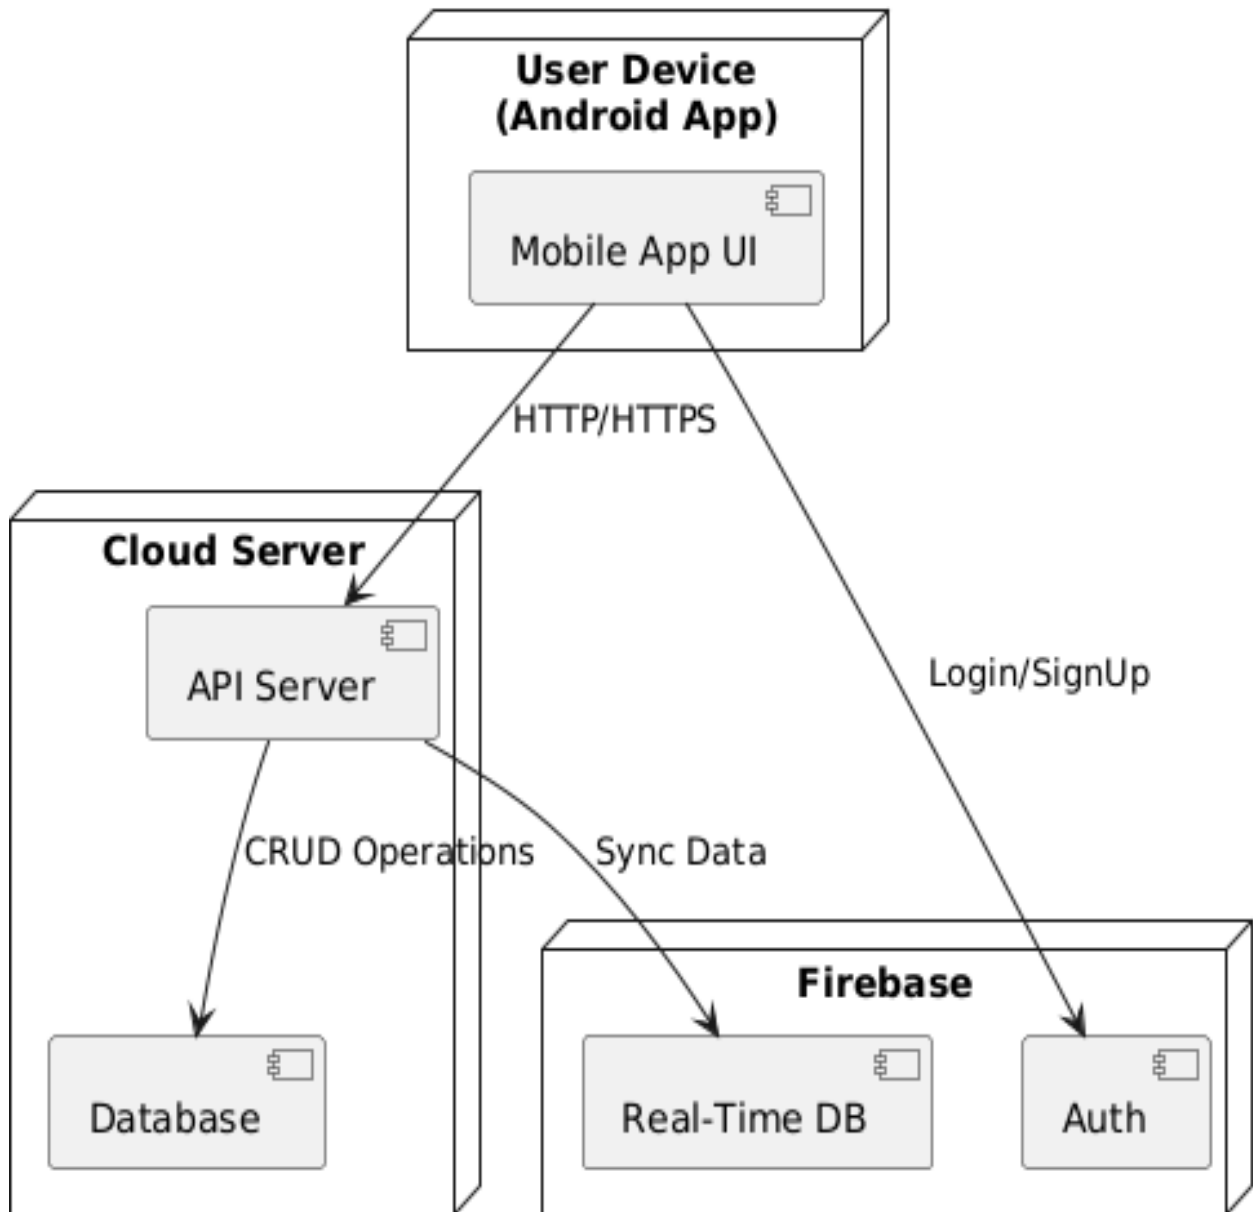 User Device
(Android App)
Mobile App UI
HTTP/HTTPS
Cloud Server
API Server
Login/SignUp
CRUD Operations
Sync Data
Firebase
Database
Real-Time DB
Auth